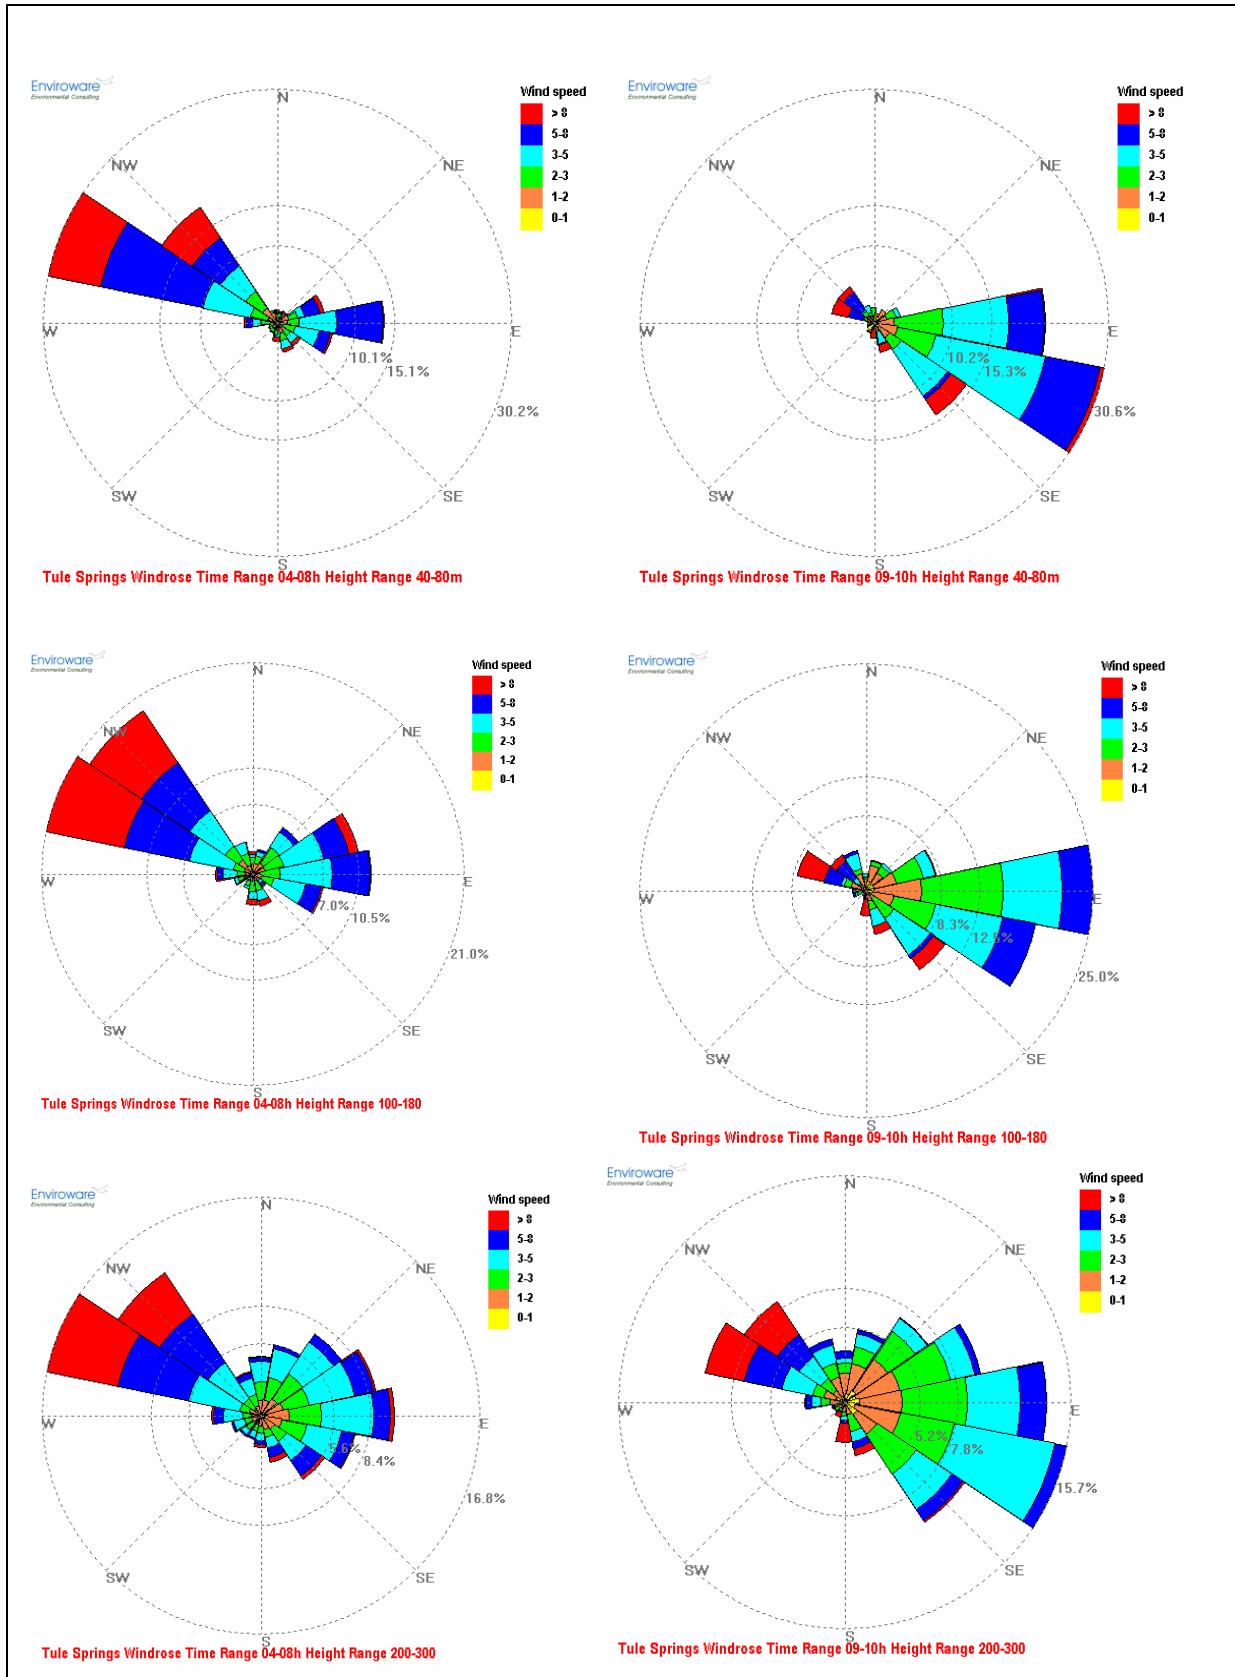 Enviroware
Environmental Consulting
Wind speed
> 8
5-8
3-5
2-3
1-2
0-1
N
NE
E
SE
S
SW
W
NW
10.1%
15.1%
30.2%
Tule Springs Windrose Time Range 04-08h Height Range 40-80m
Enviroware
Environmental Consulting
Wind speed
> 8
5-8
3-5
2-3
1-2
0-1
N
NE
E
SE
S
SW
W
NW
10.2%
15.3%
30.6%
Tule Springs Windrose Time Range 09-10h Height Range 40-80m
Enviroware
Environmental Consulting
Wind speed
> 8
5-8
3-5
2-3
1-2
0-1
N
NE
E
SE
S
SW
W
NW
7.0%
10.5%
21.0%
Tule Springs Windrose Time Range 04-08h Height Range 100-180
Enviroware
Environmental Consulting
Wind speed
> 8
5-8
3-5
2-3
1-2
0-1
N
NE
E
SE
S
SW
W
NW
8.3%
12.5%
25.0%
Tule Springs Windrose Time Range 09-10h Height Range 100-180
Enviroware
Environmental Consulting
Wind speed
> 8
5-8
3-5
2-3
1-2
0-1
N
NE
E
SE
S
SW
W
NW
5.6%
8.4%
16.8%
Tule Springs Windrose Time Range 04-08h Height Range 200-300
Enviroware
Environmental Consulting
Wind speed
> 8
5-8
3-5
2-3
1-2
0-1
N
NE
E
SE
S
SW
W
NW
5.2%
7.8%
15.7%
Tule Springs Windrose Time Range 09-10h Height Range 200-300